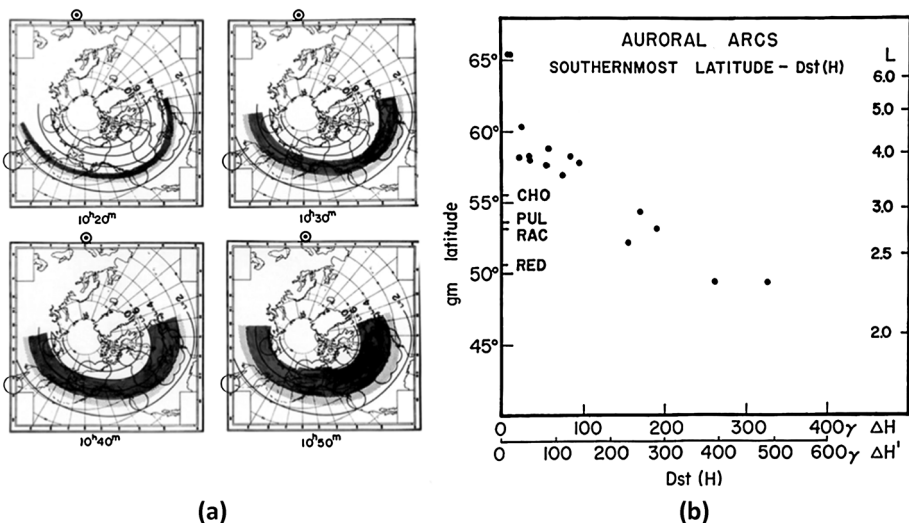 10ʰ20ᵐ
10ʰ30ᵐ
10ʰ40ᵐ
10ʰ50ᵐ
(a)
AURORAL ARCS
SOUTHERNMOST LATITUDE – Dst(H)
L
65°
6.0
5.0
60°
4.0
55°
CHO
3.0
PUL
RAC
2.5
RED
50°
2.0
45°
gm latitude
0 100 200 300 400γ ΔH
0 100 200 300 400 500 600γ ΔH'
Dst (H)
(b)